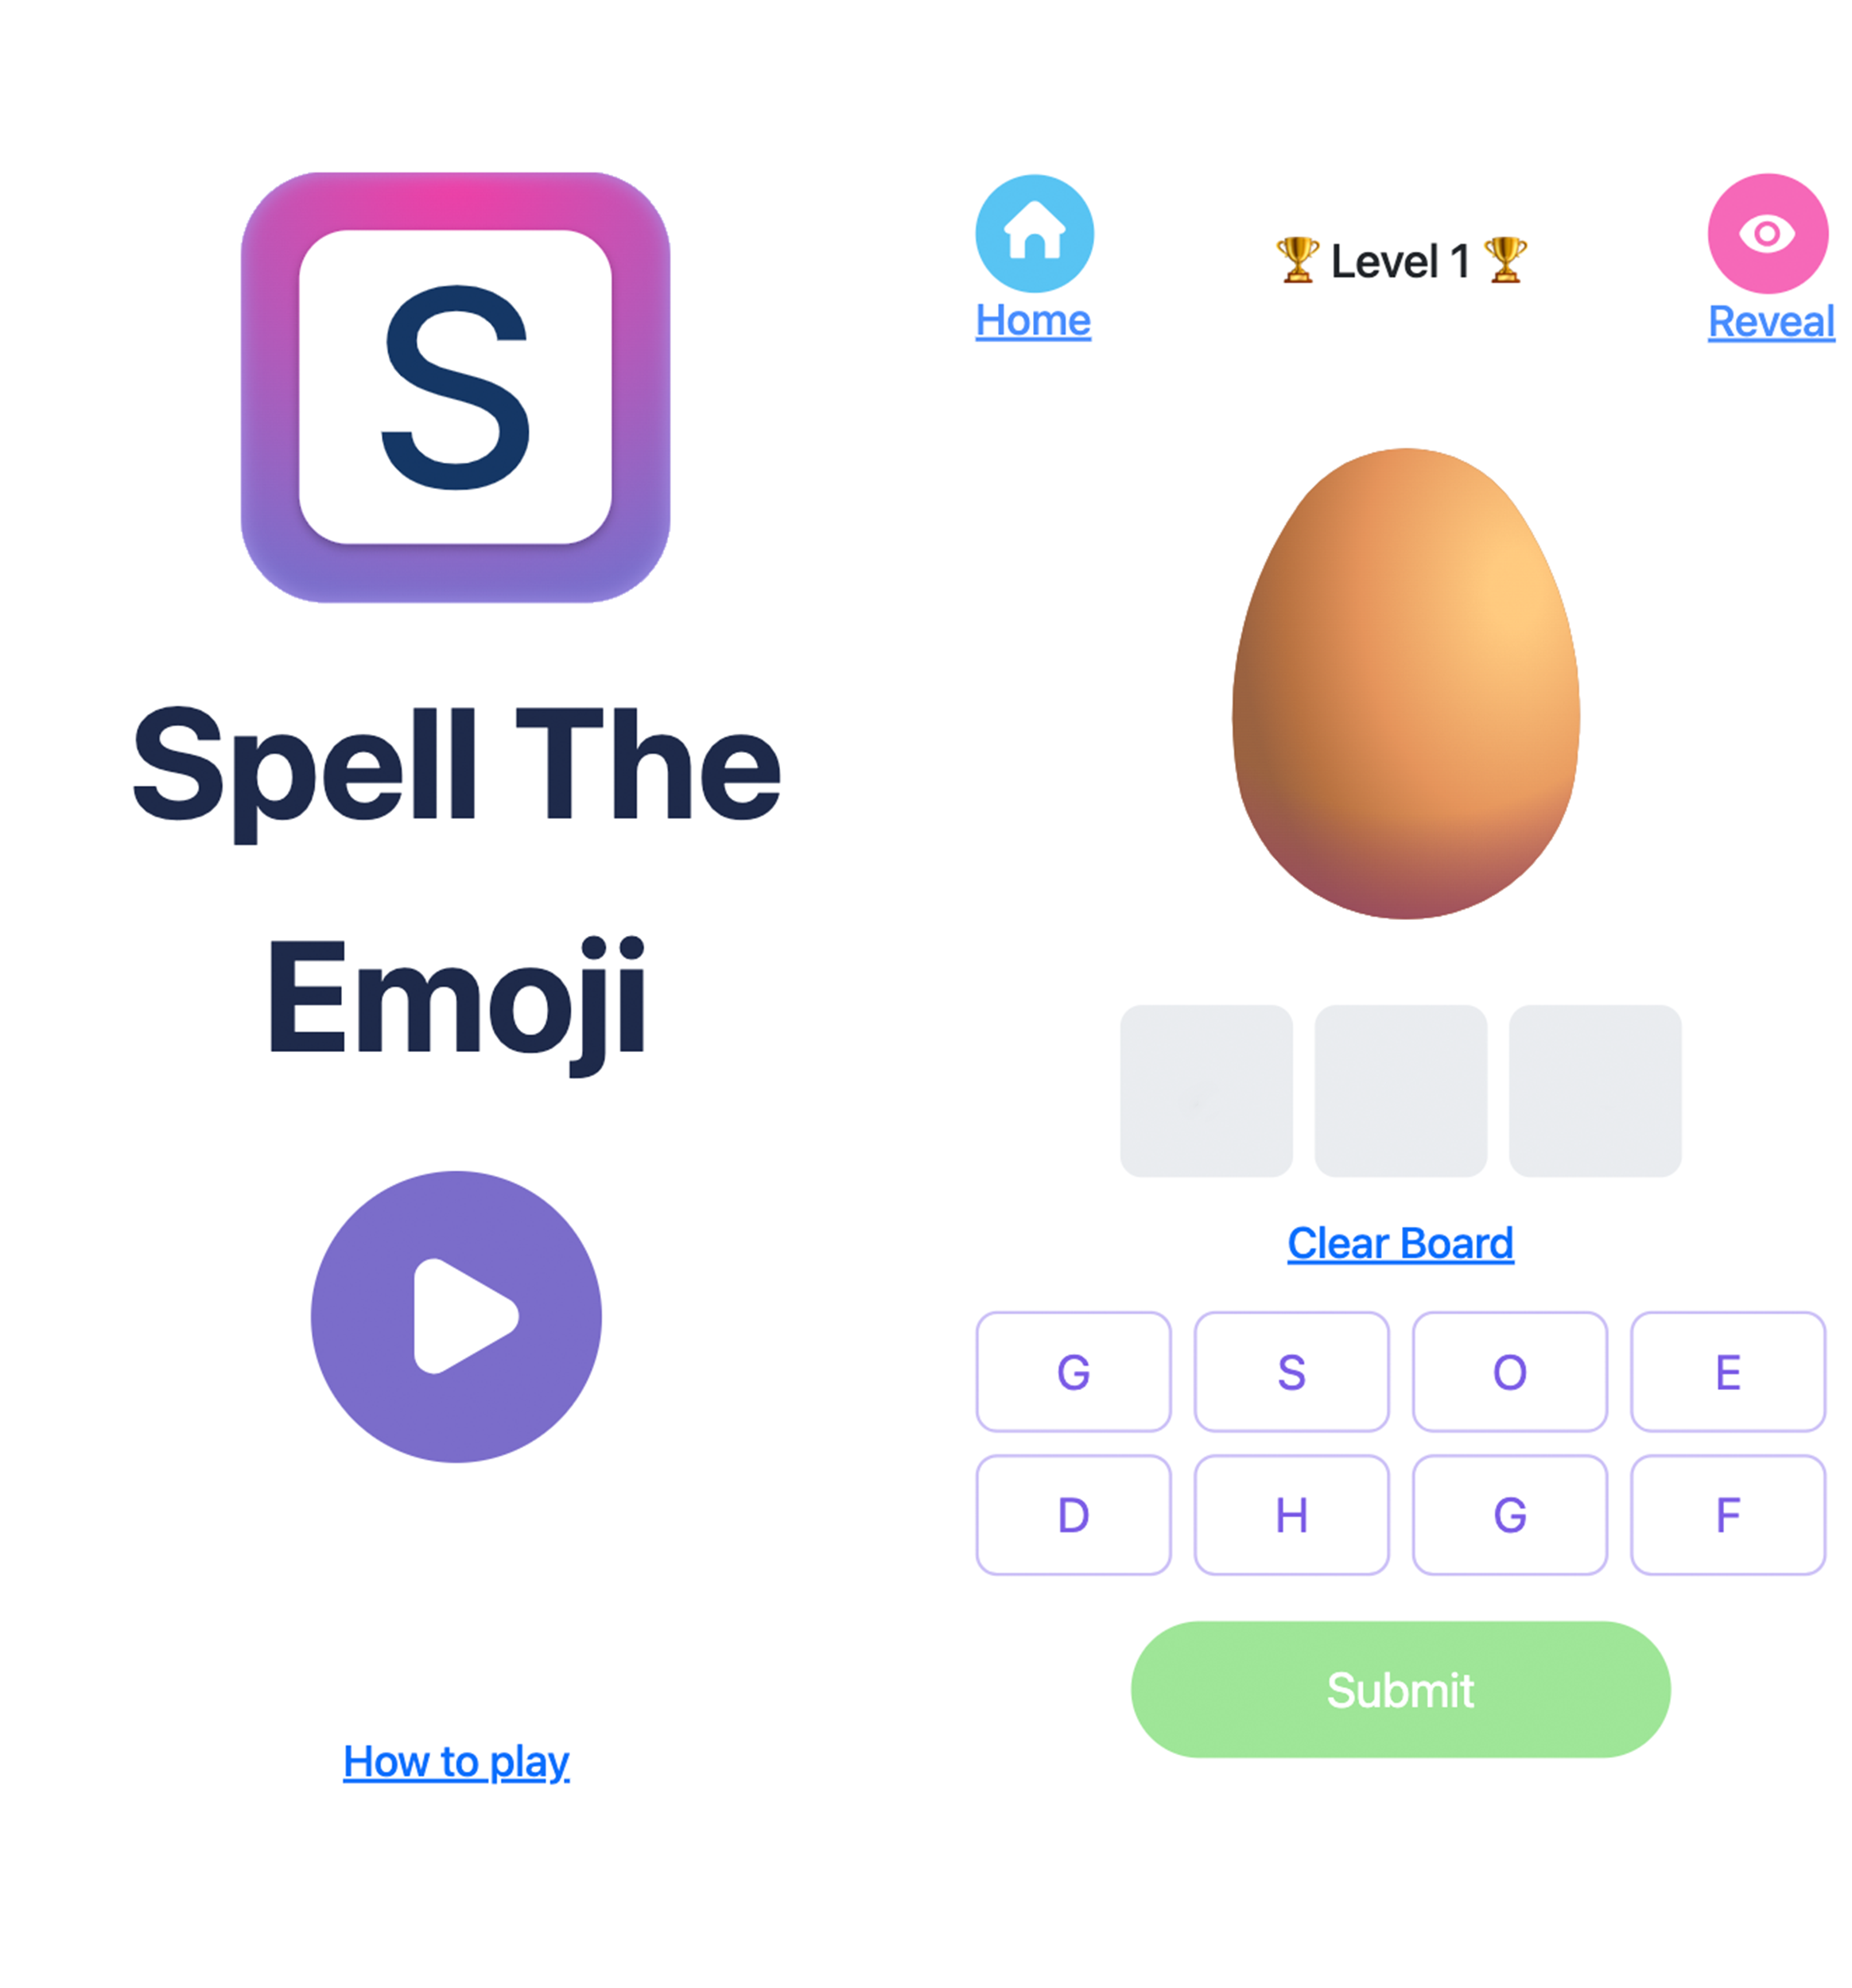 S
Spell The
Emoji
How to play
🏆 Level 1 🏆
Home
Reveal
Clear Board
G S O E
D H G F
Submit